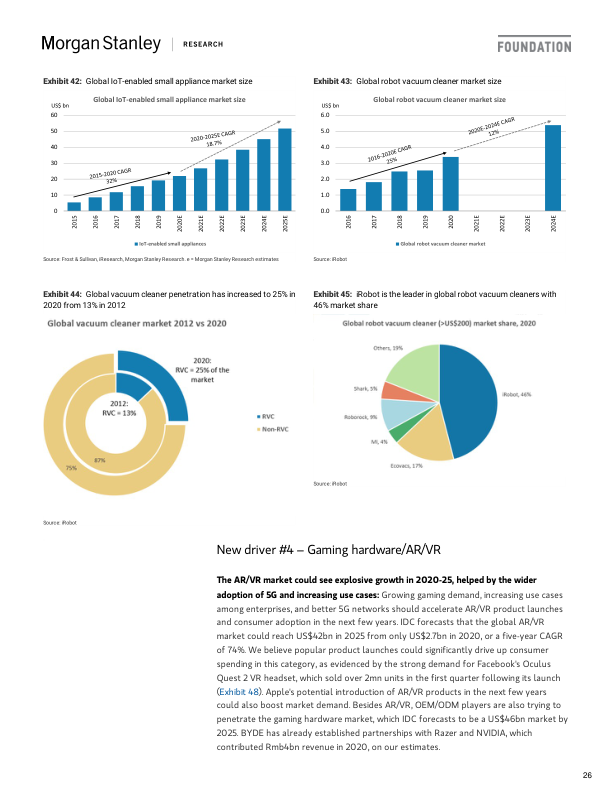 Morgan Stanley | RESEARCH
FOUNDATION
Exhibit 42: Global IoT-enabled small appliance market size
Global IoT-enabled small appliance market size
US$ bn
60
50
40
30
20
10
0
2015-2020 CAGR
32%
2020-2025E CAGR
18.7%
2015
2016
2017
2018
2019
2020E
2021E
2022E
2023E
2024E
2025E
IoT-enabled small appliances
Source: Frost & Sullivan, iResearch, Morgan Stanley Research. e = Morgan Stanley Research estimates
Exhibit 43: Global robot vacuum cleaner market size
Global robot vacuum cleaner market size
US$ bn
6.0
5.0
4.0
3.0
2.0
1.0
0.0
2016-2020E CAGR
25%
2020E-2024E CAGR
12%
2016
2017
2018
2019
2020
2021E
2022E
2023E
2024E
Global robot vacuum cleaner market
Source: iRobot
Exhibit 44: Global vacuum cleaner penetration has increased to 25% in
2020 from 13% in 2012
Global vacuum cleaner market 2012 vs 2020
2020:
RVC = 25% of the
market
2012:
RVC = 13%
87%
75%
RVC
Non-RVC
Source: iRobot
Exhibit 45: iRobot is the leader in global robot vacuum cleaners with
46% market share
Global robot vacuum cleaner (>US$200) market share, 2020
Others, 19%
iRobot, 46%
Shark, 5%
Roborock, 9%
MI, 4%
Ecovacs, 17%
Source: iRobot
New driver #4 – Gaming hardware/AR/VR
The AR/VR market could see explosive growth in 2020-25, helped by the wider
adoption of 5G and increasing use cases: Growing gaming demand, increasing use cases
among enterprises, and better 5G networks should accelerate AR/VR product launches
and consumer adoption in the next few years. IDC forecasts that the global AR/VR
market could reach US$42bn in 2025 from only US$2.7bn in 2020, or a five-year CAGR
of 74%. We believe popular product launches could significantly drive up consumer
spending in this category, as evidenced by the strong demand for Facebook's Oculus
Quest 2 VR headset, which sold over 2mn units in the first quarter following its launch
(Exhibit 48). Apple's potential introduction of AR/VR products in the next few years
could also boost market demand. Besides AR/VR, OEM/ODM players are also trying to
penetrate the gaming hardware market, which IDC forecasts to be a US$46bn market by
2025. BYDE has already established partnerships with Razer and NVIDIA, which
contributed Rmb4bn revenue in 2020, on our estimates.
26